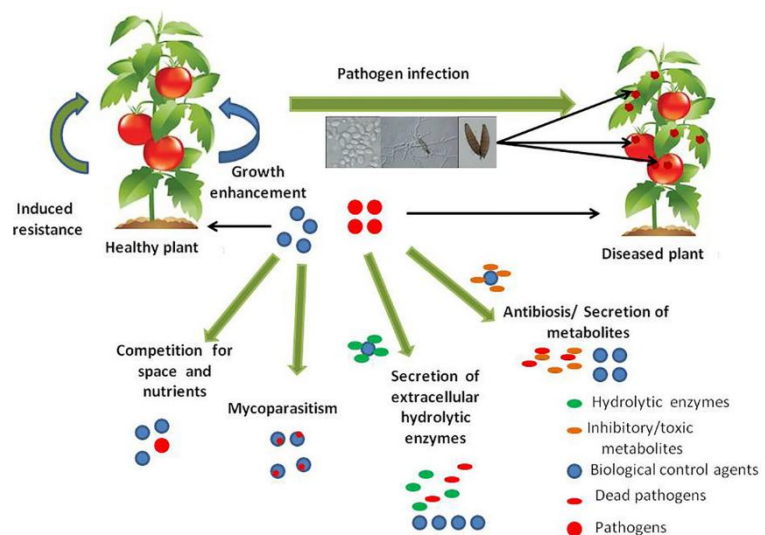 Pathogen infection
Growth
enhancement
Induced
resistance
Healthy plant
Diseased plant
Competition for
space and
nutrients
Mycoparasitism
Secretion of
extracellular
hydrolytic
enzymes
Antibiosis/ Secretion of
metabolites
Hydrolytic enzymes
Inhibitory/toxic
metabolites
Biological control agents
Dead pathogens
Pathogens